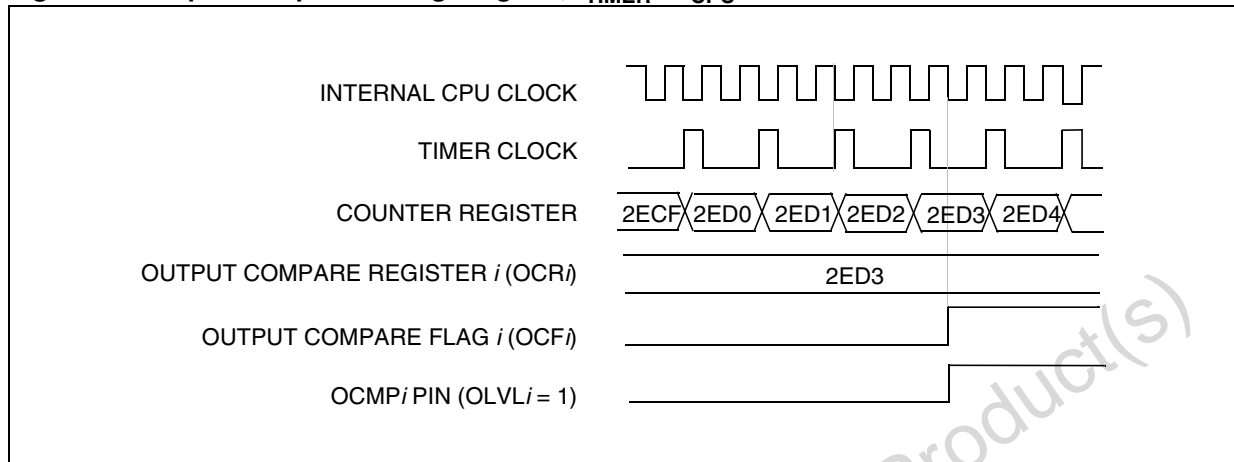 INTERNAL CPU CLOCK
TIMER CLOCK
COUNTER REGISTER 2ECF 2ED0 2ED1 2ED2 2ED3 2ED4
OUTPUT COMPARE REGISTER i (OCRi) 2ED3
OUTPUT COMPARE FLAG i (OCFi)
OCMPi PIN (OLVLi = 1)
Product(s)